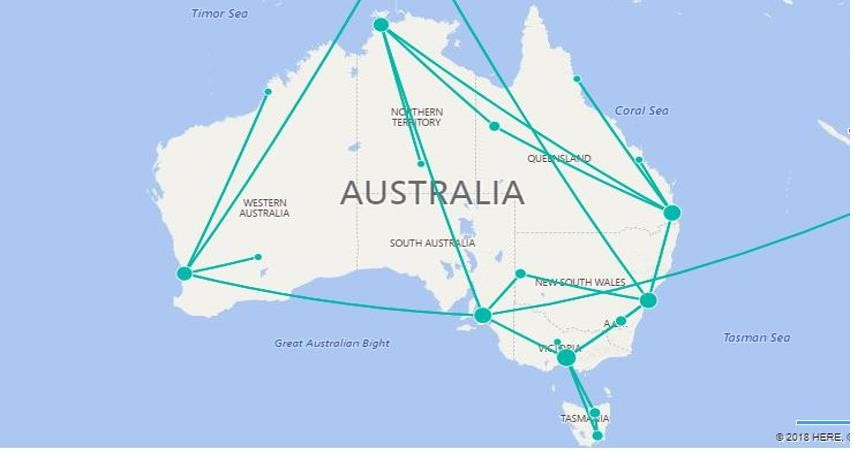 Timor Sea
Coral Sea
NORTHERN
TERRITORY
QUEENSLAND
AUSTRALIA
WESTERN
AUSTRALIA
SOUTH AUSTRALIA
NEW SOUTH WALES
Great Australian Bight
VICTORIA
Tasman Sea
TASMANIA
© 2018 HERE, ©